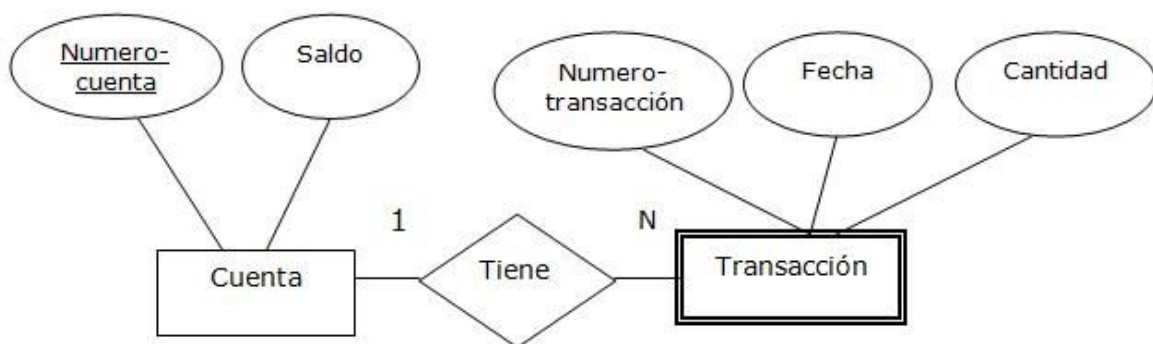 Numero-
cuenta
Saldo
Numero-
transacción
Fecha
Cantidad
1
N
Cuenta
Tiene
Transacción